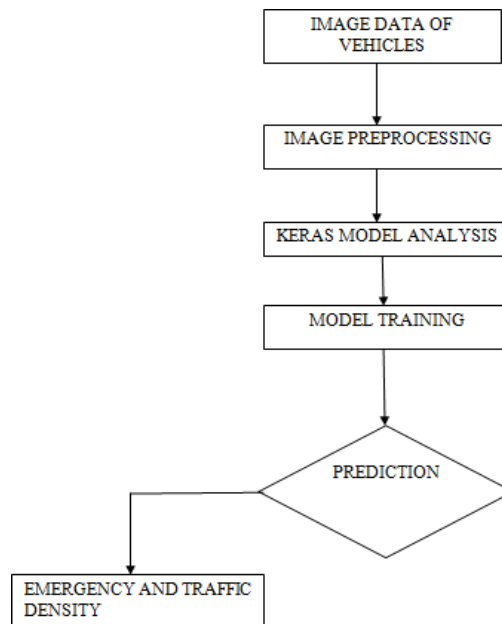 IMAGE DATA OF
VEHICLES
IMAGE PREPROCESSING
KERAS MODEL ANALYSIS
MODEL TRAINING
PREDICTION
EMERGENCY AND TRAFFIC
DENSITY